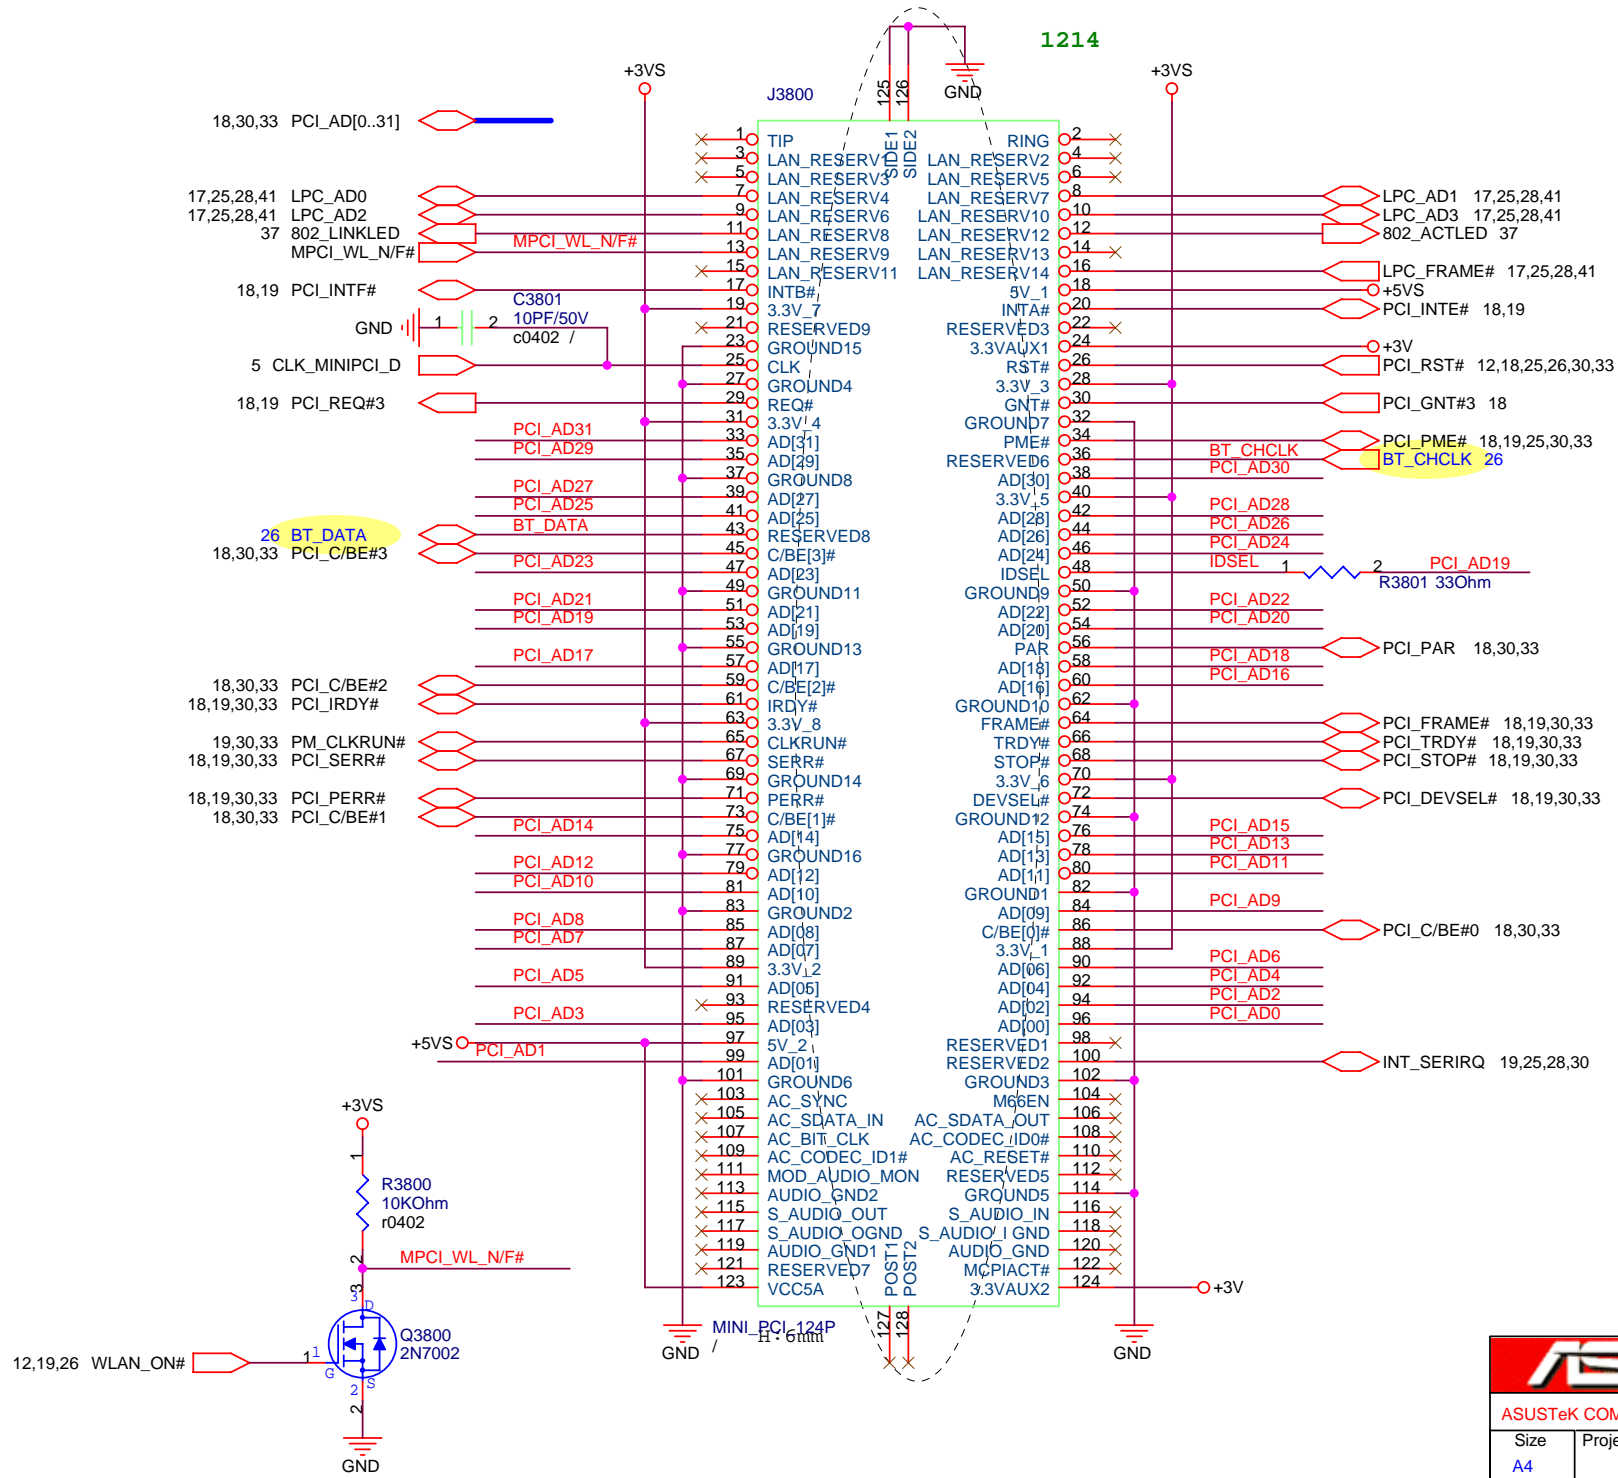 1214
+3VS
+3VS
J3800
125
126
GND
18,30,33 PCI_AD[0..31]
SIDE1
SIDE2
1 TIP RING 2
3 LAN_RESERV1 LAN_RESERV2 4
5 LAN_RESERV3 LAN_RESERV5 6
17,25,28,41 LPC_AD0 7 LAN_RESERV4 LAN_RESERV7 8 LPC_AD1 17,25,28,41
17,25,28,41 LPC_AD2 9 LAN_RESERV6 LAN_RESERV10 10 LPC_AD3 17,25,28,41
37 802_LINKLED 11 LAN_RESERV8 LAN_RESERV12 12 802_ACTLED 37
MPCI_WL_N/F# MPCI_WL_N/F# 13 LAN_RESERV9 LAN_RESERV13 14
15 LAN_RESERV11 LAN_RESERV14 16 LPC_FRAME# 17,25,28,41
18,19 PCI_INTF# 17 INTB# 5V_1 18 +5VS
C3801
10PF/50V
c0402 /
19 3.3V_7 INTA# 20 PCI_INTE# 18,19
GND 1 2 21 RESERVED9 RESERVED3 22
23 GROUND15 3.3VAUX1 24 +3V
5 CLK_MINIPCI_D 25 CLK RST# 26 PCI_RST# 12,18,25,26,30,33
27 GROUND4 3.3V_3 28
18,19 PCI_REQ#3 29 REQ# GNT# 30 PCI_GNT#3 18
31 3.3V_4 GROUND7 32
PCI_AD31 33 AD[31] PME# 34 PCI_PME# 18,19,25,30,33
PCI_AD29 35 AD[29] RESERVED6 36 BT_CHCLK BT_CHCLK 26
37 GROUND8 AD[30] 38 PCI_AD30
PCI_AD27 39 AD[27] 3.3V_5 40
PCI_AD25 41 AD[25] AD[28] 42 PCI_AD28
26 BT_DATA BT_DATA 43 RESERVED8 AD[26] 44 PCI_AD26
18,30,33 PCI_C/BE#3 45 C/BE[3]# AD[24] 46 PCI_AD24
PCI_AD23 47 AD[23] IDSEL 48 IDSEL 1 2 PCI_AD19
R3801 33Ohm
49 GROUND11 GROUND9 50
PCI_AD21 51 AD[21] AD[22] 52 PCI_AD22
PCI_AD19 53 AD[19] AD[20] 54 PCI_AD20
55 GROUND13 PAR 56 PCI_PAR 18,30,33
PCI_AD17 57 AD[17] AD[18] 58 PCI_AD18
18,30,33 PCI_C/BE#2 59 C/BE[2]# AD[16] 60 PCI_AD16
18,19,30,33 PCI_IRDY# 61 IRDY# GROUND10 62
63 3.3V_8 FRAME# 64 PCI_FRAME# 18,19,30,33
19,30,33 PM_CLKRUN# 65 CLKRUN# TRDY# 66 PCI_TRDY# 18,19,30,33
18,19,30,33 PCI_SERR# 67 SERR# STOP# 68 PCI_STOP# 18,19,30,33
69 GROUND14 3.3V_6 70
18,19,30,33 PCI_PERR# 71 PERR# DEVSEL# 72 PCI_DEVSEL# 18,19,30,33
18,30,33 PCI_C/BE#1 73 C/BE[1]# GROUND12 74
PCI_AD14 75 AD[14] AD[15] 76 PCI_AD15
77 GROUND16 AD[13] 78 PCI_AD13
PCI_AD12 79 AD[12] AD[11] 80 PCI_AD11
PCI_AD10 81 AD[10] GROUND1 82
83 GROUND2 AD[09] 84 PCI_AD9
PCI_AD8 85 AD[08] C/BE[0]# 86 PCI_C/BE#0 18,30,33
PCI_AD7 87 AD[07] 3.3V_1 88
89 3.3V_2 AD[06] 90 PCI_AD6
PCI_AD5 91 AD[05] AD[04] 92 PCI_AD4
93 RESERVED4 AD[02] 94 PCI_AD2
PCI_AD3 95 AD[03] AD[00] 96 PCI_AD0
+5VS 97 5V_2 RESERVED1 98
PCI_AD1 99 AD[01] RESERVED2 100 INT_SERIRQ 19,25,28,30
101 GROUND6 GROUND3 102
103 AC_SYNC M66EN 104
105 AC_SDATA_IN AC_SDATA_OUT 106
107 AC_BIT_CLK AC_CODEC_ID0# 108
109 AC_CODEC_ID1# AC_RESET# 110
111 MOD_AUDIO_MON RESERVED5 112
113 AUDIO_GND2 GROUND5 114
115 S_AUDIO_OUT S_AUDIO_IN 116
117 S_AUDIO_OGND S_AUDIO_I GND 118
119 AUDIO_GND1 AUDIO_GND 120
121 RESERVED7 MCPIACT# 122
123 VCC5A 3.3VAUX2 124 +3V
POST1
POST2
127
128
MINI_PCI_124P
H:6mm
/
GND
GND
+3VS
1
R3800
10KOhm
r0402
2
MPCI_WL_N/F#
3
3 D
Q3800
2N7002
12,19,26 WLAN_ON# 1 1
G
2 S
2
GND
ASUSTeK COM
Size
A4
Proje